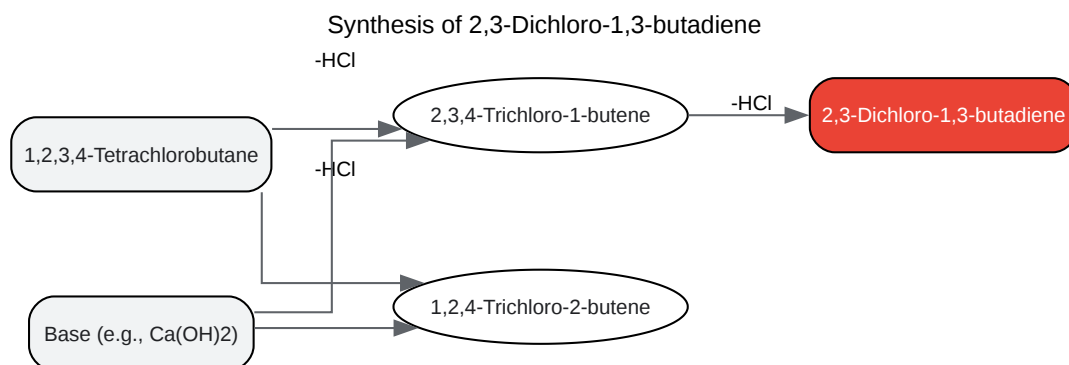 Synthesis of 2,3-Dichloro-1,3-butadiene
-HCl
2,3,4-Trichloro-1-butene
-HCl
2,3-Dichloro-1,3-butadiene
1,2,3,4-Tetrachlorobutane
-HCl
1,2,4-Trichloro-2-butene
Base (e.g., Ca(OH)2)